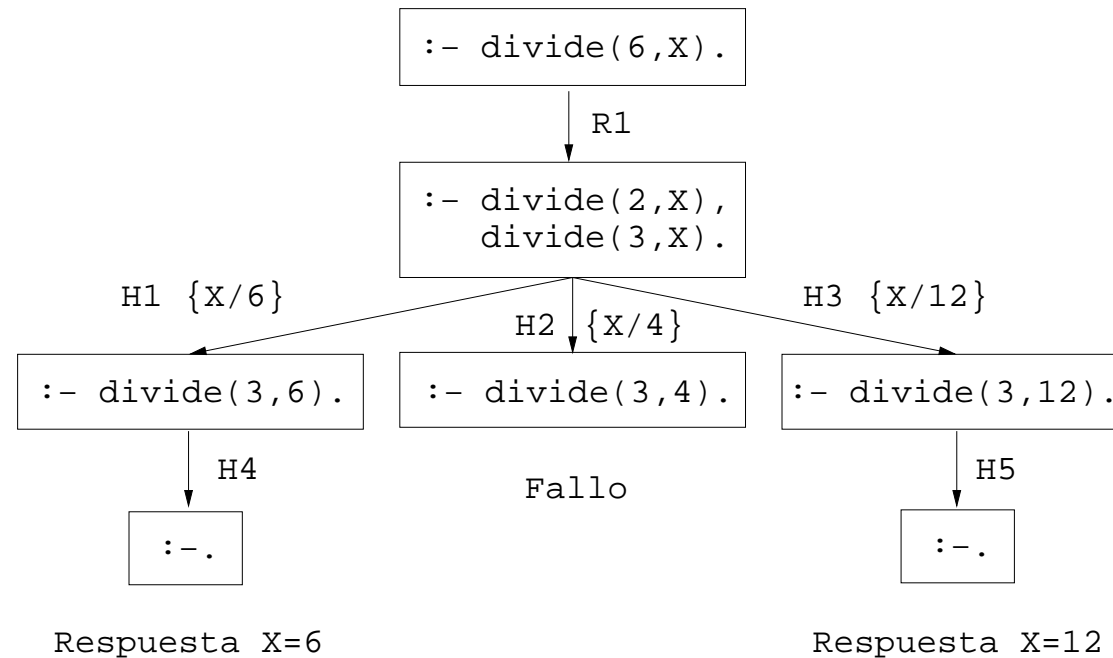 :- divide(6,X).
R1
:- divide(2,X),
divide(3,X).
H1 {X/6}
H2 {X/4}
H3 {X/12}
:- divide(3,6).
:- divide(3,4).
:- divide(3,12).
H4
Fallo
H5
:-.
:-.
Respuesta X=6
Respuesta X=12